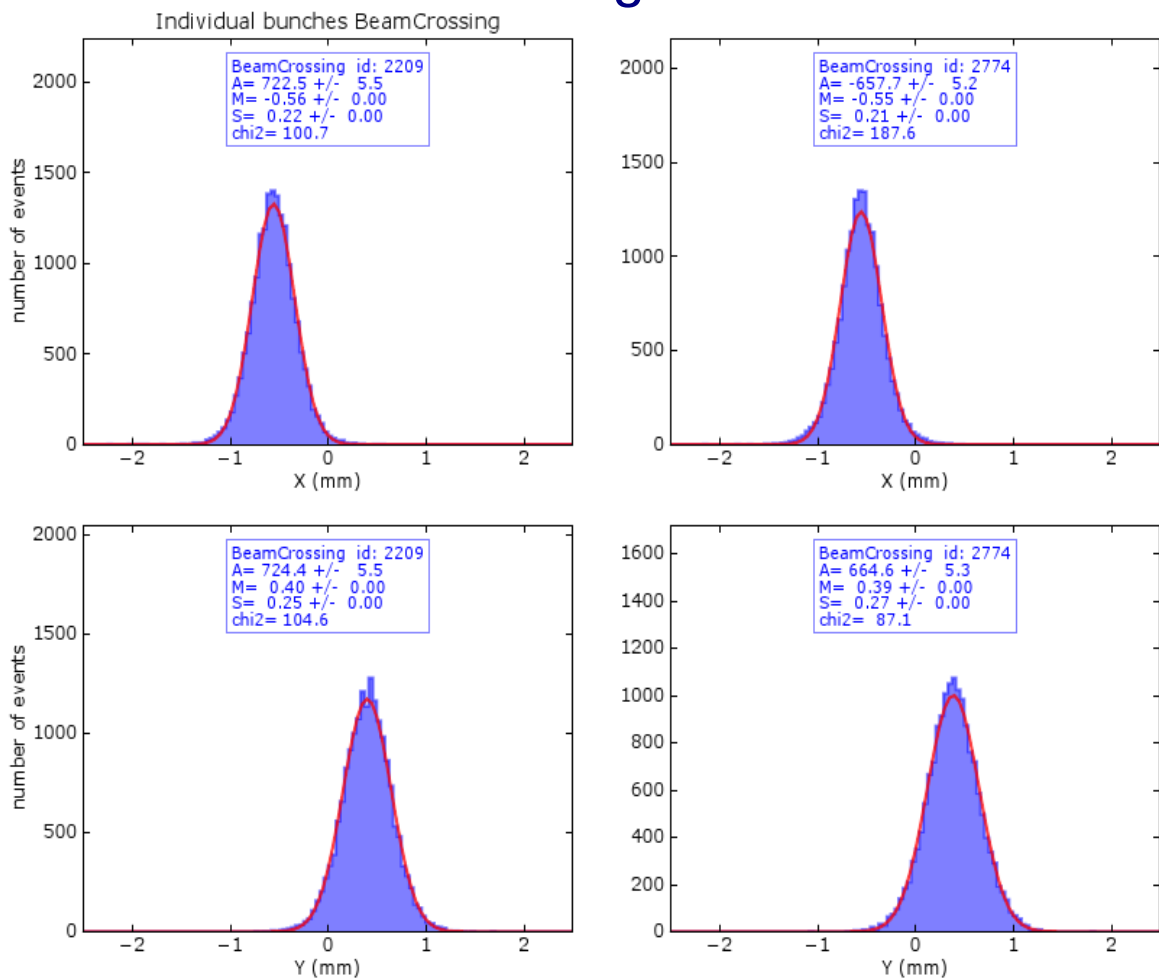 g
Individual bunches BeamCrossing
number of events
2000
1500
1000
500
0
BeamCrossing id: 2209
A= 722.5 +/- 5.5
M= -0.56 +/- 0.00
S= 0.22 +/- 0.00
chi2= 100.7
−2 −1 0 1 2
X (mm)
2000
1500
1000
500
0
BeamCrossing id: 2774
A= -657.7 +/- 5.2
M= -0.55 +/- 0.00
S= 0.21 +/- 0.00
chi2= 187.6
−2 −1 0 1 2
X (mm)
number of events
2000
1500
1000
500
0
BeamCrossing id: 2209
A= 724.4 +/- 5.5
M= 0.40 +/- 0.00
S= 0.25 +/- 0.00
chi2= 104.6
−2 −1 0 1 2
Y (mm)
1600
1400
1200
1000
800
600
400
200
0
BeamCrossing id: 2774
A= 664.6 +/- 5.3
M= 0.39 +/- 0.00
S= 0.27 +/- 0.00
chi2= 87.1
−2 −1 0 1 2
Y (mm)